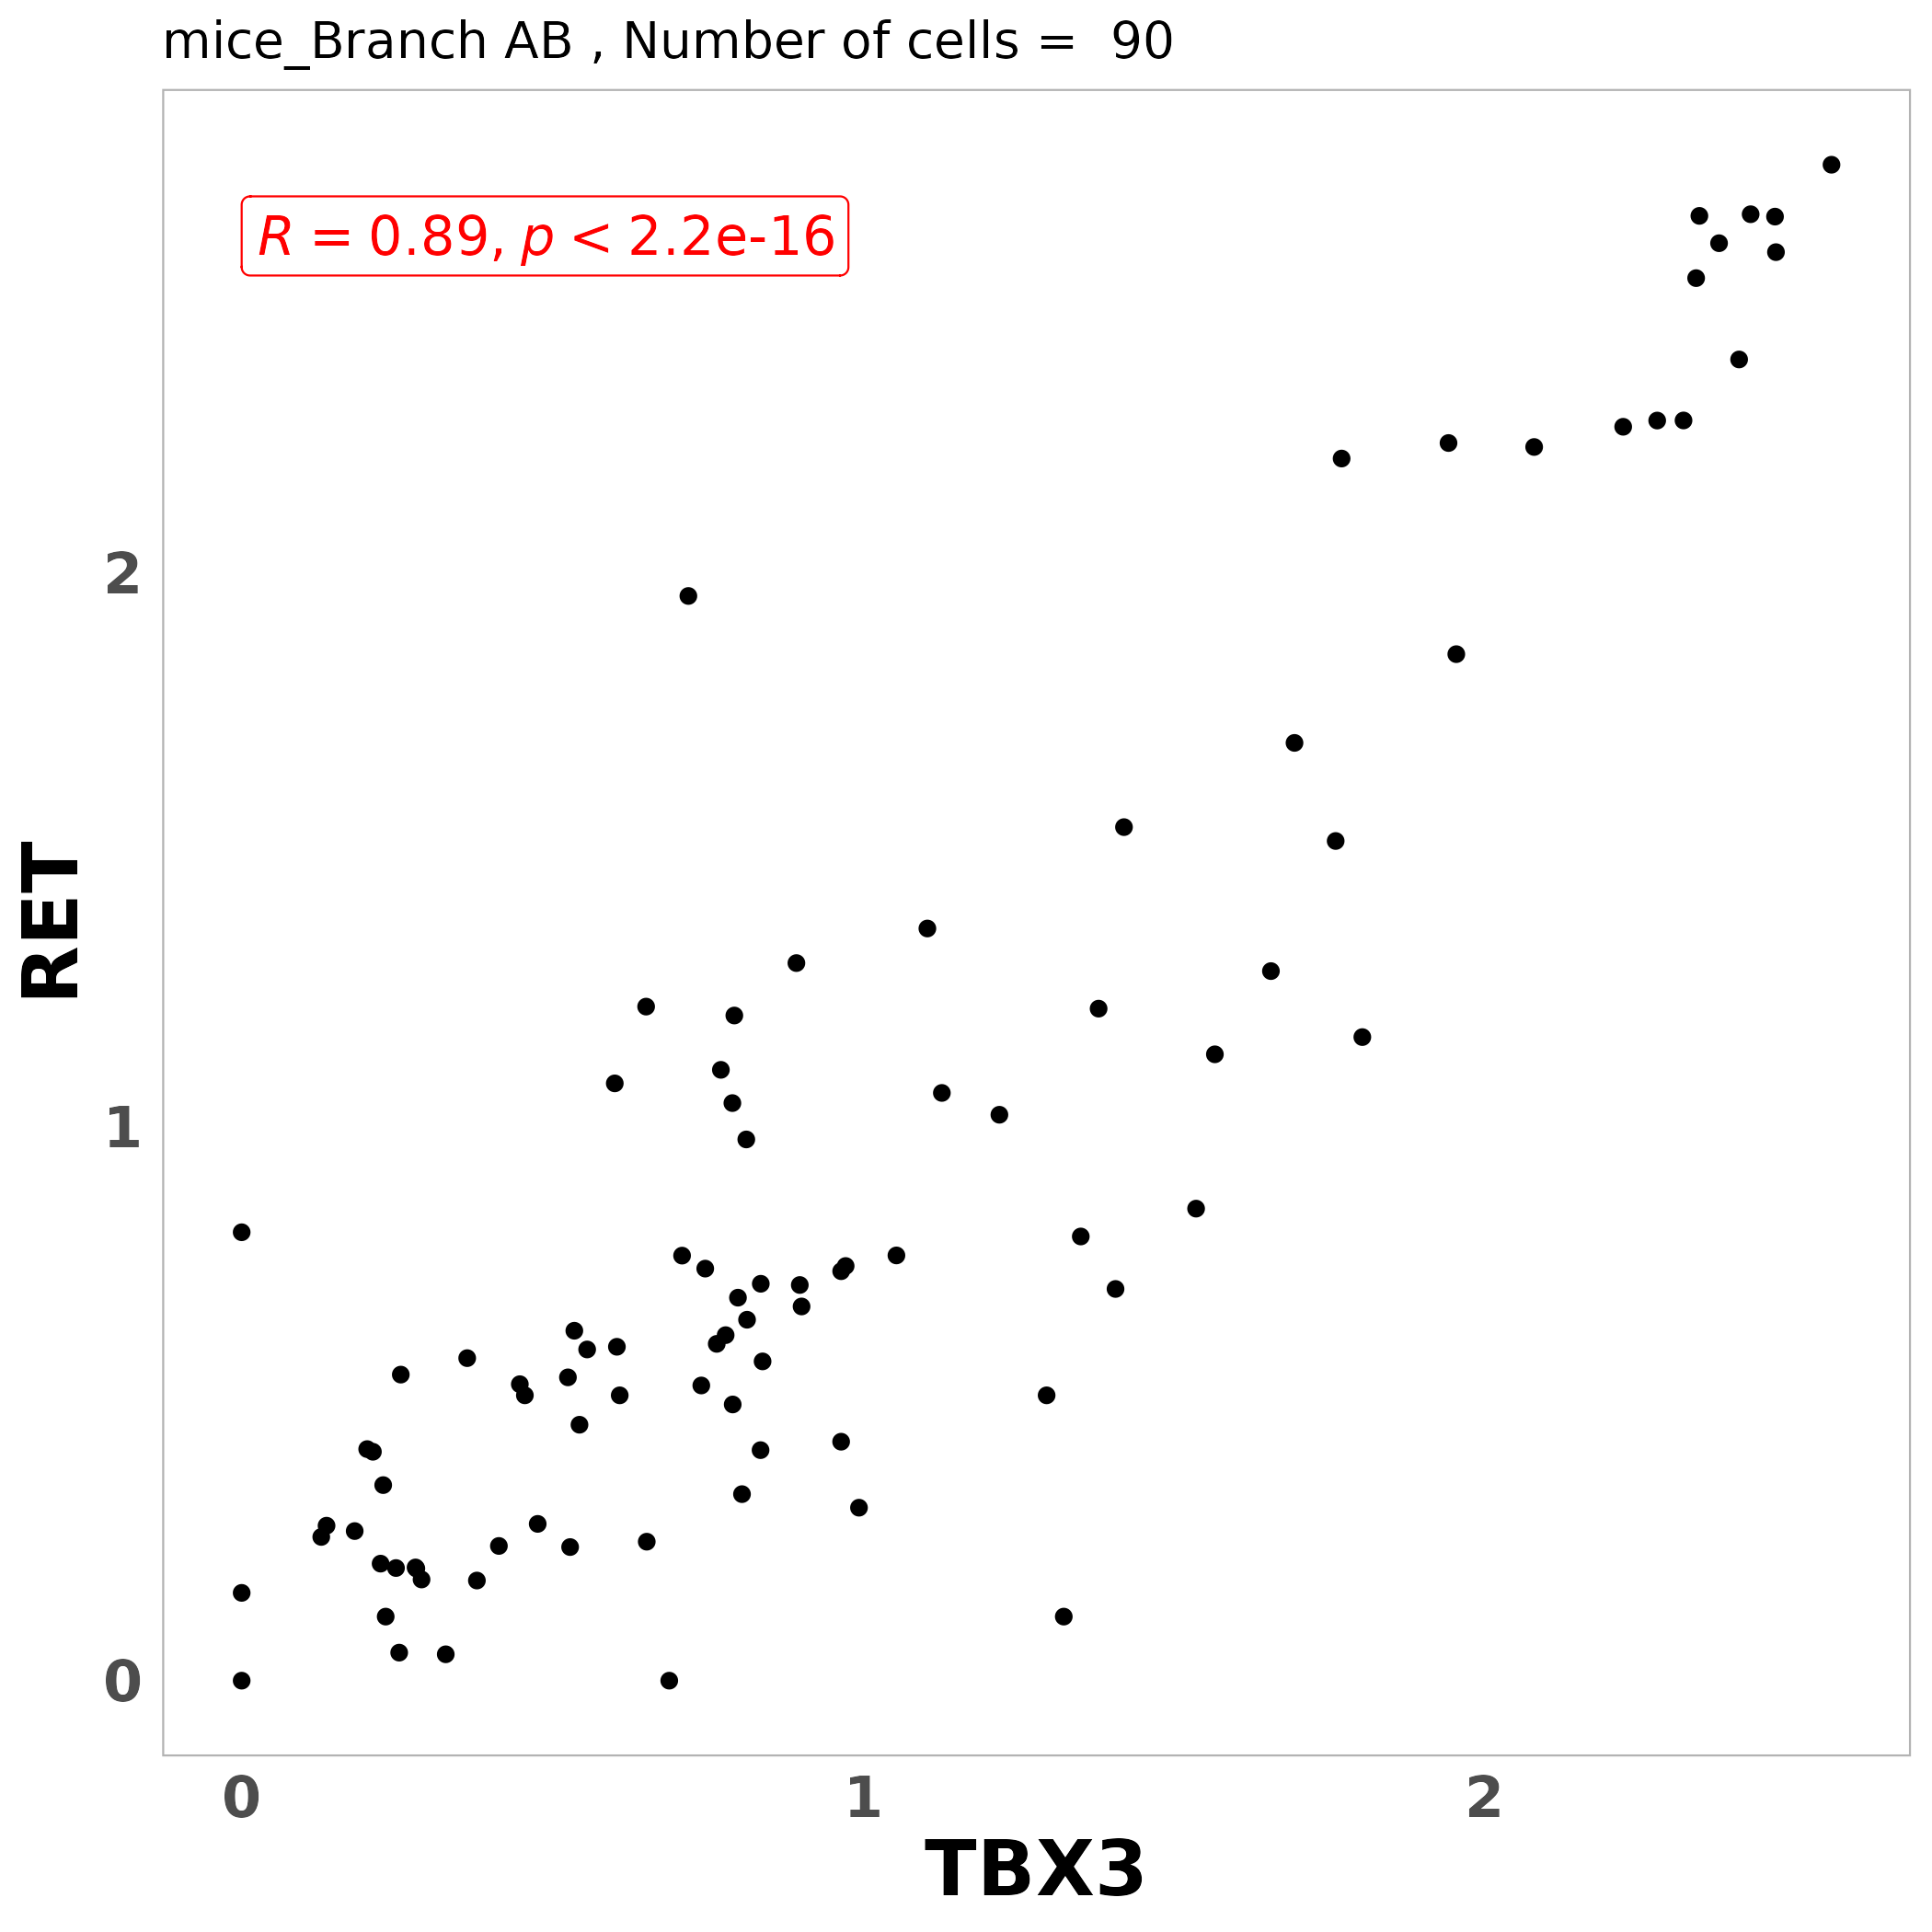 mice_Branch AB , Number of cells =  90
R = 0.89, p < 2.2e-16
2
1
0
RET
0 1 2
TBX3